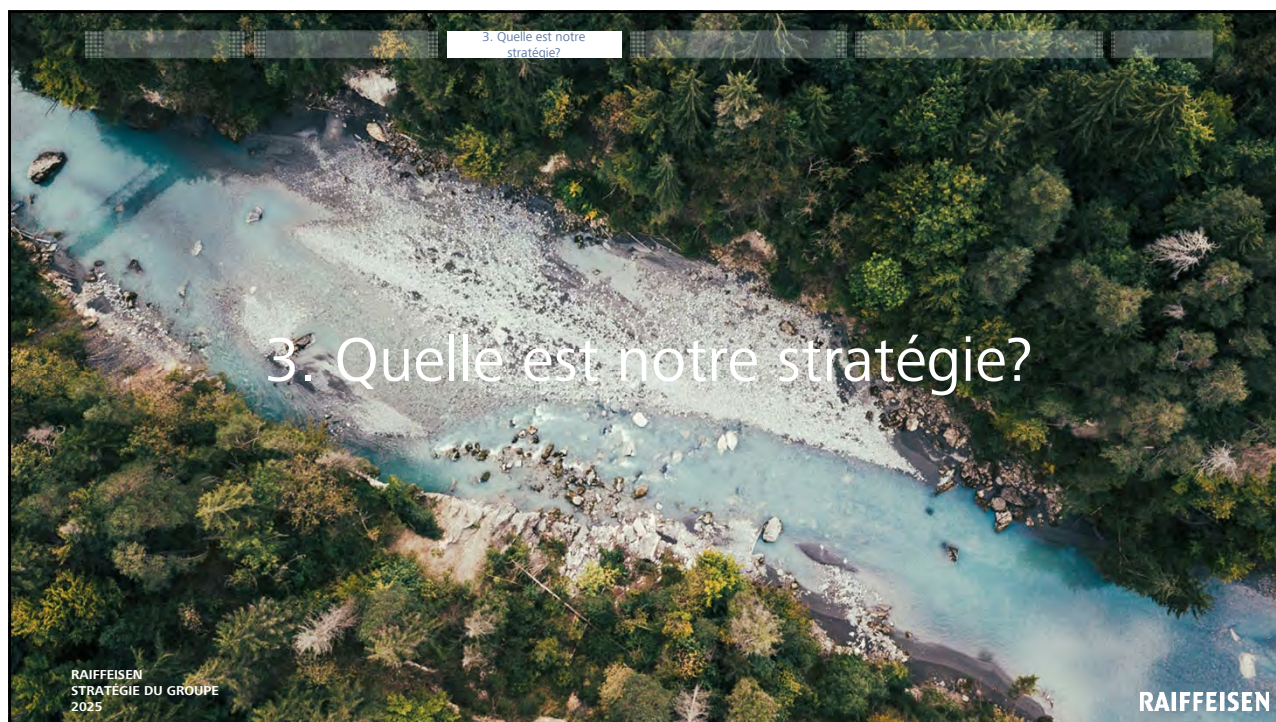 3. Quelle est notre
stratégie?
3. Quelle est notre stratégie?
RAIFFEISEN
STRATÉGIE DU GROUPE
2025
RAIFFEISEN